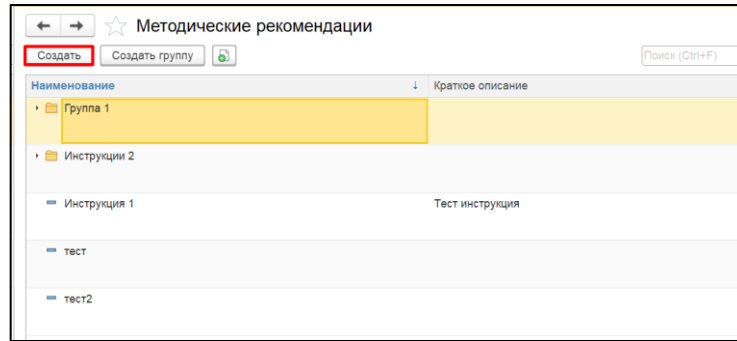 Методические рекомендации
Создать Создать группу Поиск (Ctrl+F)
Наименование ↓ Краткое описание
Группа 1
Инструкции 2
Инструкция 1 Тест инструкция
тест
тест2